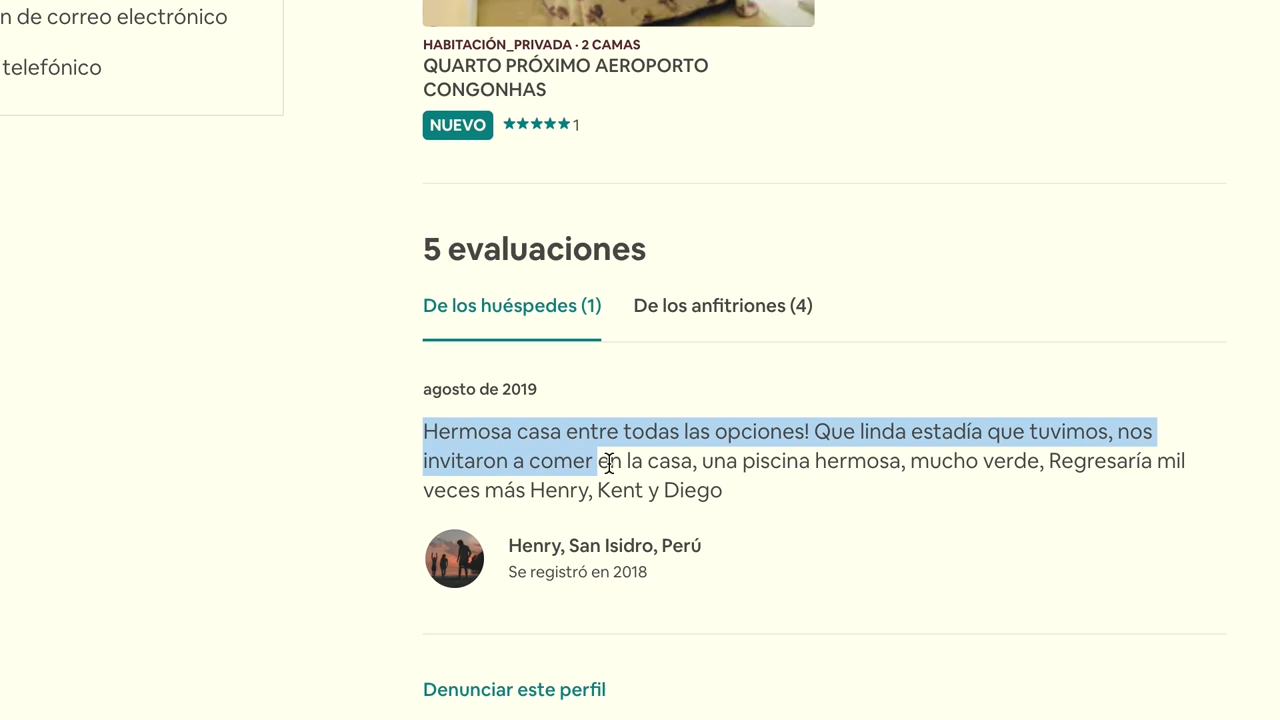 n de correo electrónico
telefónico
HABITACIÓN_PRIVADA · 2 CAMAS
QUARTO PRÓXIMO AEROPORTO
CONGONHAS
NUEVO ★★★★★ 1
5 evaluaciones
De los huéspedes (1) De los anfitriones (4)
agosto de 2019
Hermosa casa entre todas las opciones! Que linda estadía que tuvimos, nos
invitaron a comer en la casa, una piscina hermosa, mucho verde, Regresaría mil
veces más Henry, Kent y Diego
Henry, San Isidro, Perú
Se registró en 2018
Denunciar este perfil